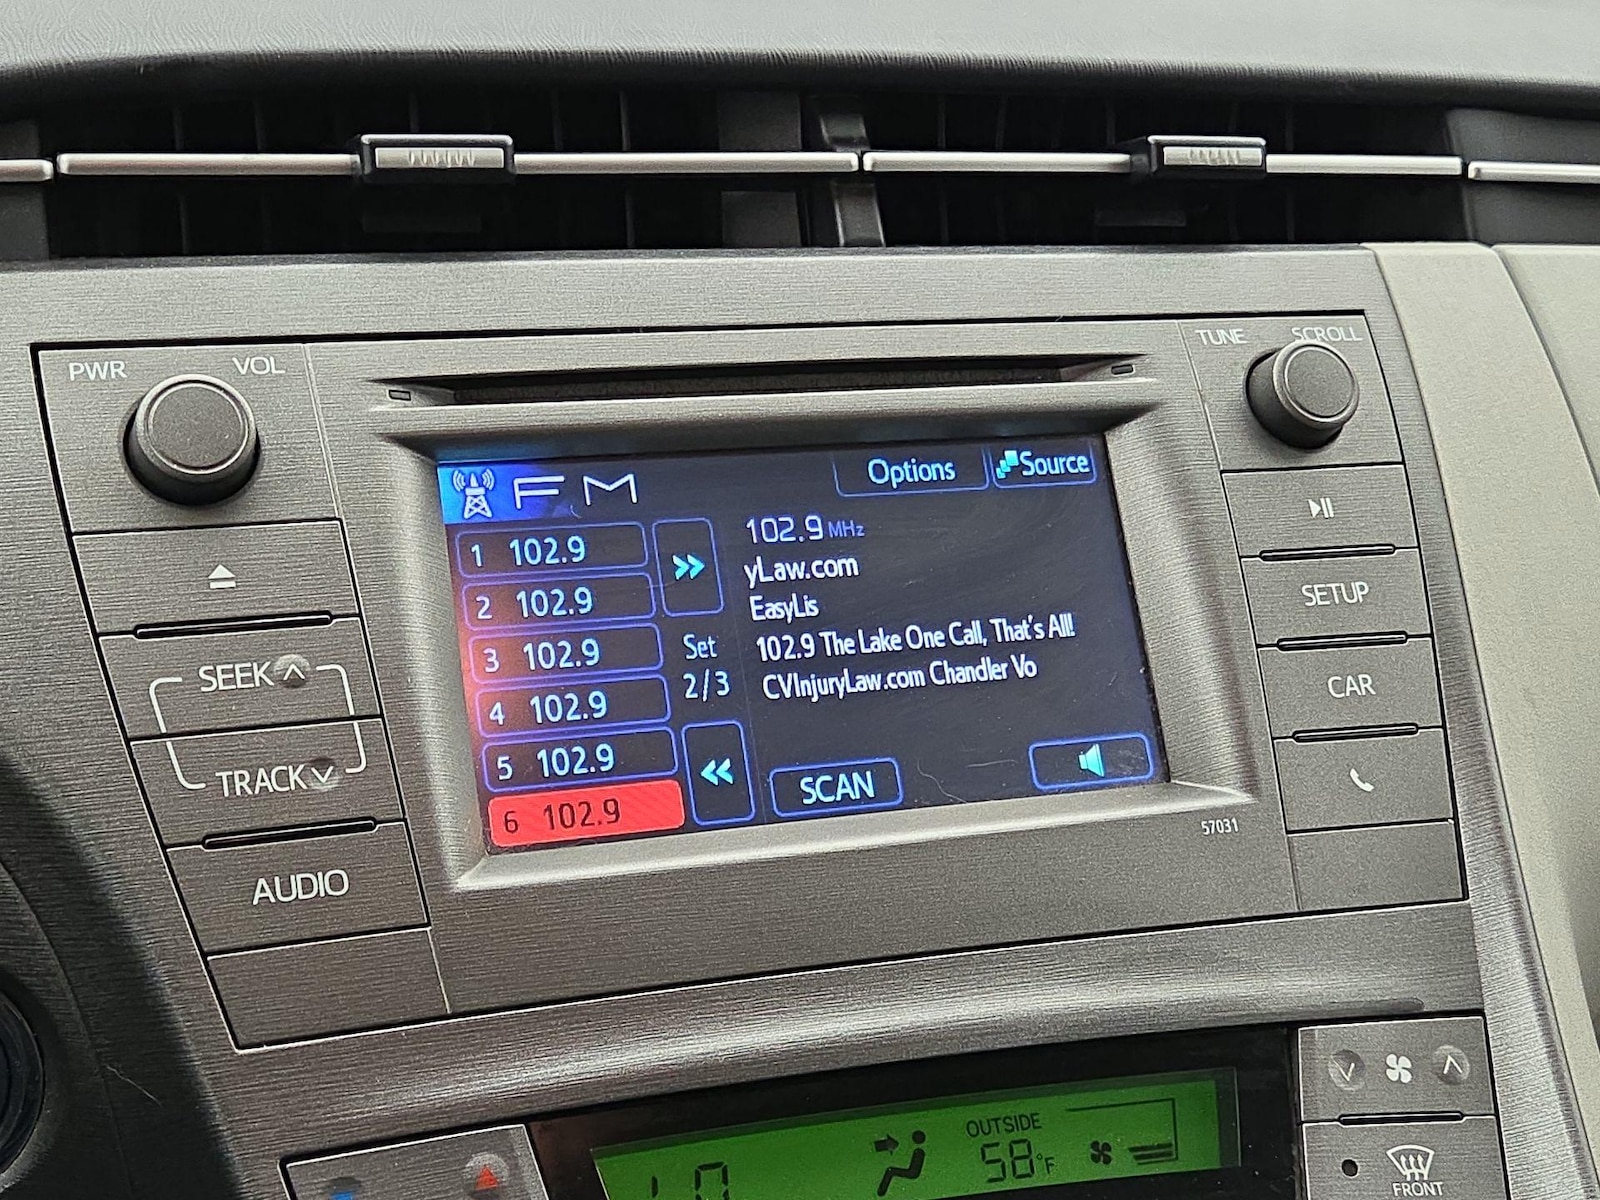 PWR VOL
TUNE SCROLL
FM
Options
Source
1 102.9
2 102.9
3 102.9
4 102.9
5 102.9
6 102.9
Set
2/3
102.9 MHz
yLaw.com
EasyLis
102.9 The Lake One Call, That's All!
CVInjuryLaw.com Chandler Vo
SCAN
SEEK
TRACK
AUDIO
SETUP
CAR
57031
OUTSIDE
58°F
FRONT